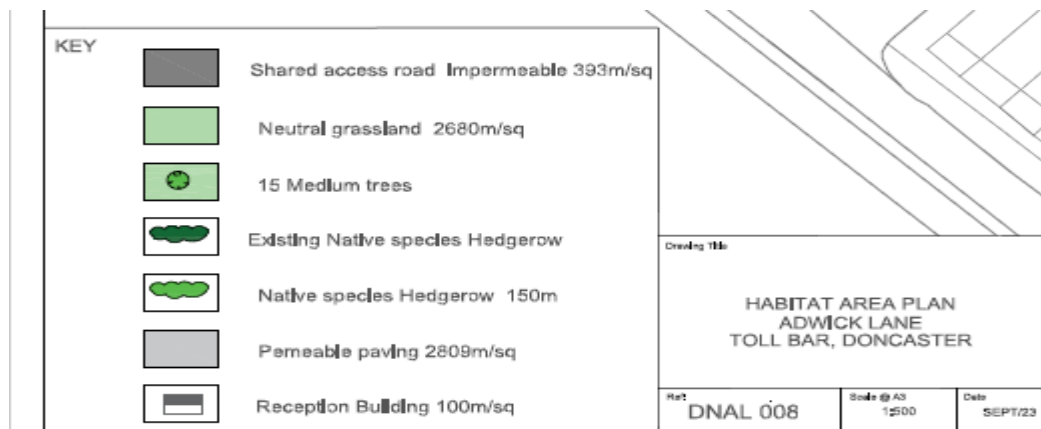 KEY
Shared access road Impermeable 393m/sq
Neutral grassland 2680m/sq
15 Medium trees
Existing Native species Hedgerow
Native species Hedgerow 150m
Permeable paving 2809m/sq
Reception Building 100m/sq
Drawing Title
HABITAT AREA PLAN
ADWICK LANE
TOLL BAR, DONCASTER
Ref:
DNAL 008
Scale @ A3
1:500
Date
SEPT/23